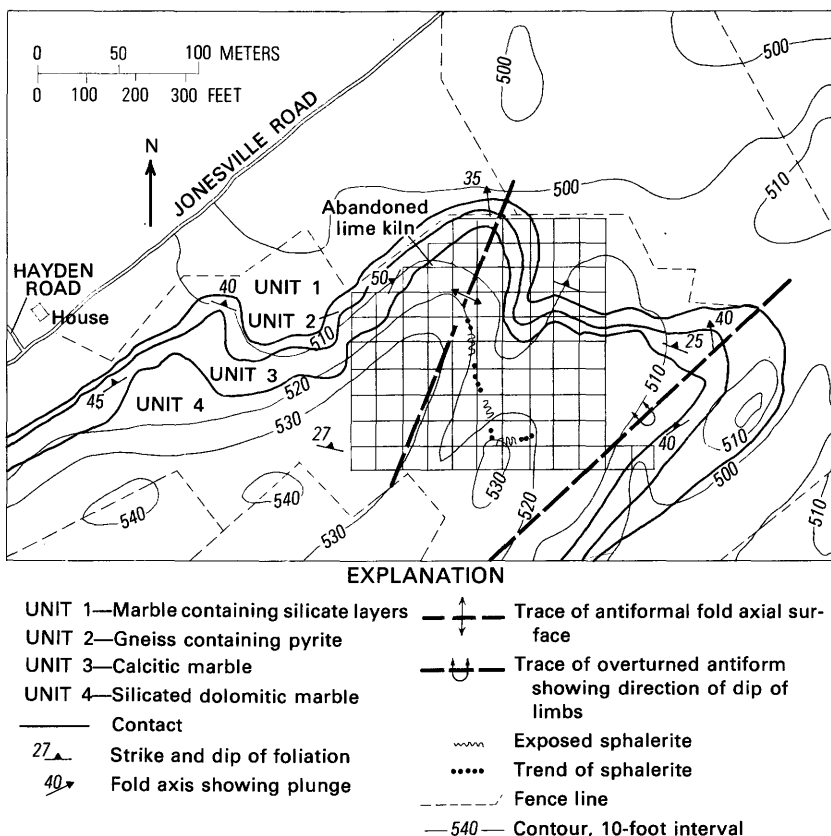 0 50 100 METERS
0 100 200 300 FEET
N
JONESVILLE ROAD
500
500
510
35
500
Abandoned
lime kiln
HAYDEN
ROAD
House
40
UNIT 1
UNIT 2
50
510
UNIT 3
520
UNIT 4
530
45
27
540
540
530
530
520
510
25
40
40
510
500
510
EXPLANATION
UNIT 1—Marble containing silicate layers
UNIT 2—Gneiss containing pyrite
UNIT 3—Calcitic marble
UNIT 4—Silicated dolomitic marble
Contact
27 Strike and dip of foliation
40 Fold axis showing plunge
Trace of antiformal fold axial sur-
face
Trace of overturned antiform
showing direction of dip of
limbs
Exposed sphalerite
Trend of sphalerite
Fence line
540 Contour, 10-foot interval